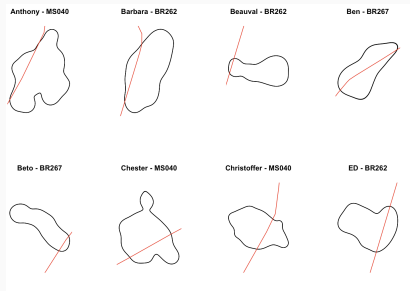 Anthony - MS040
Barbara - BR262
Beauval - BR262
Ben - BR267
Beto - BR267
Chester - MS040
Christoffer - MS040
ED - BR262